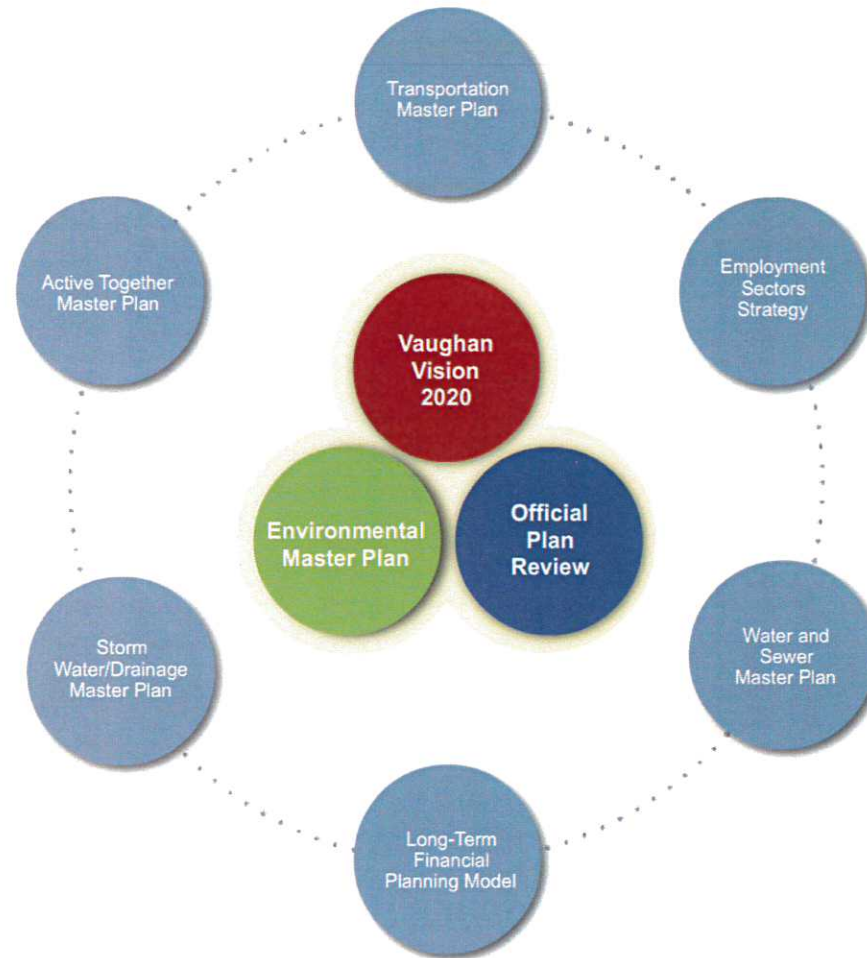 Transportation
Master Plan
Active Together
Master Plan
Employment
Sectors
Strategy
Vaughan
Vision
2020
Environmental
Master Plan
Official
Plan
Review
Storm
Water/Drainage
Master Plan
Water and
Sewer
Master Plan
Long-Term
Financial
Planning Model